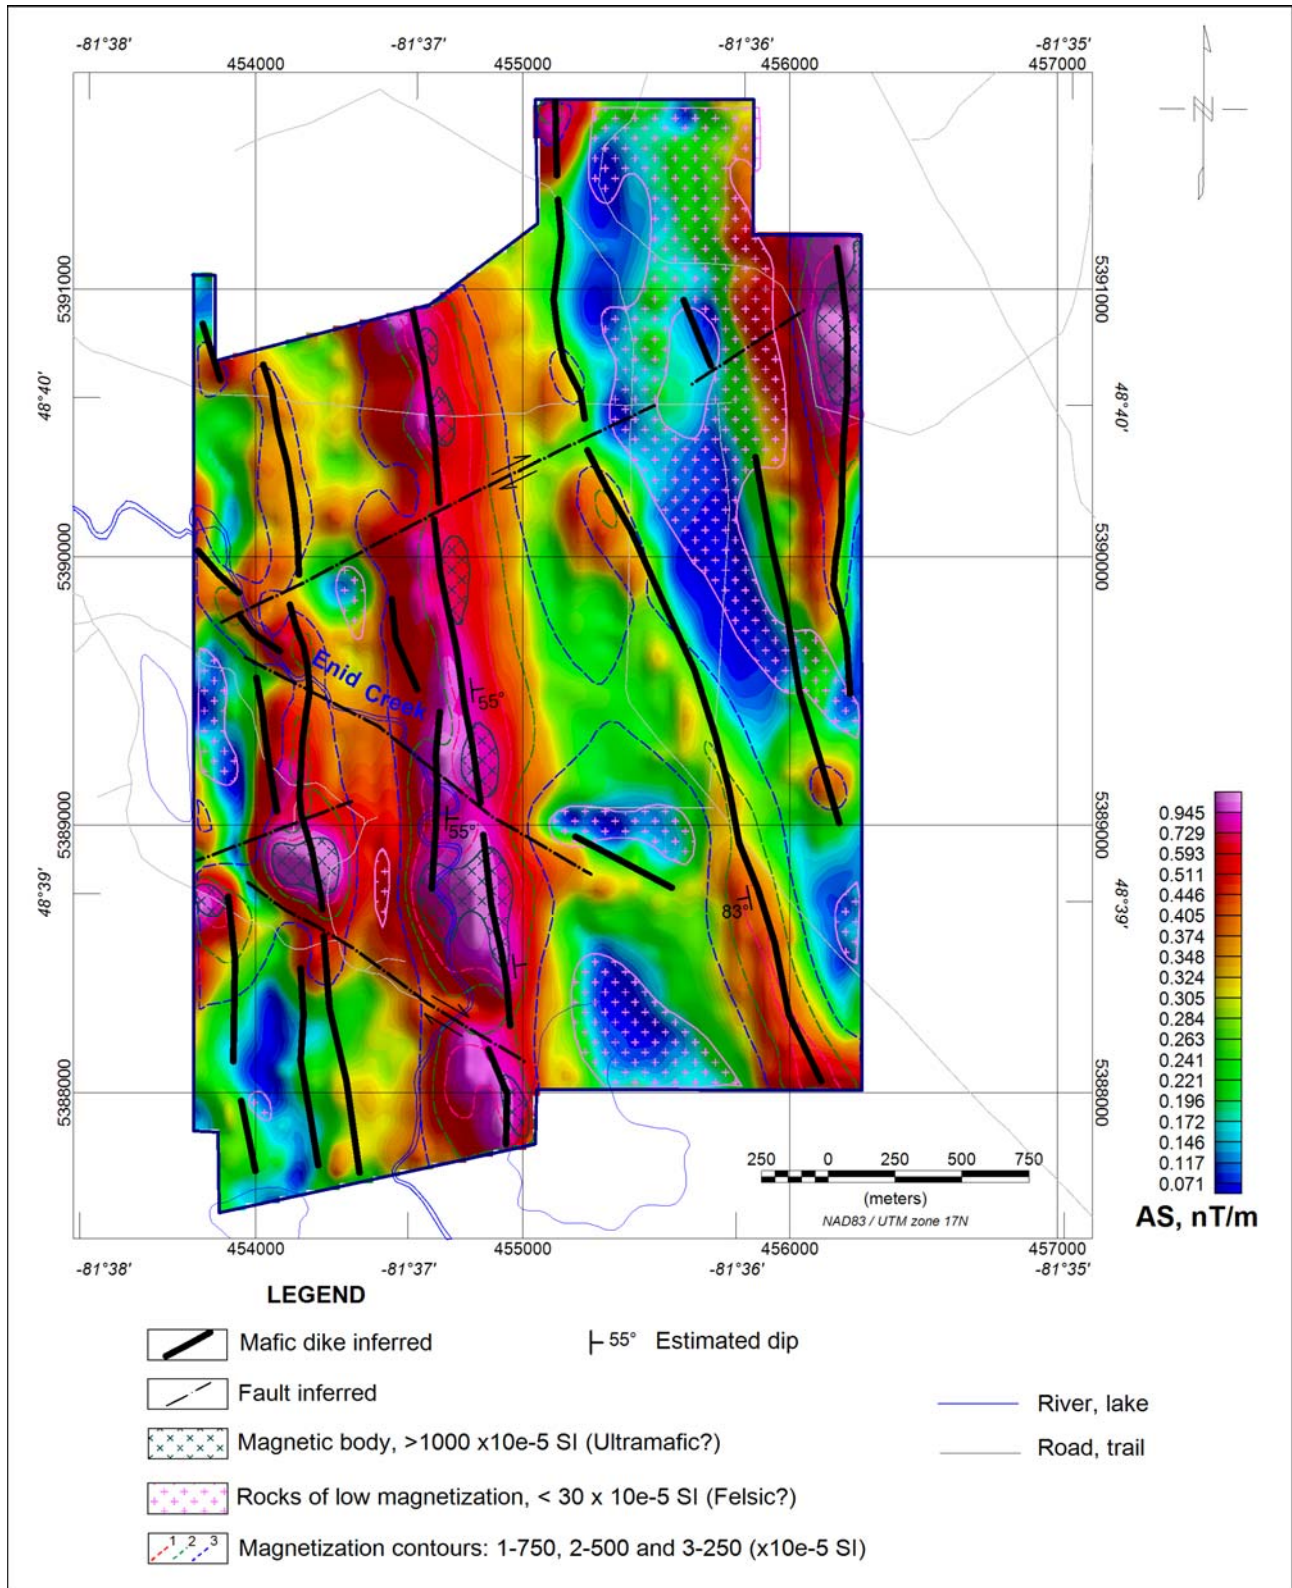 -81°38' -81°37' -81°36' -81°35'
454000 455000 456000 457000
N
5391000 5391000
48°40' 48°40'
5390000 5390000
Enid Creek
55°
55°
5389000 5389000
83°
48°39' 48°39'
5388000 5388000
0.945
0.729
0.593
0.511
0.446
0.405
0.374
0.348
0.324
0.305
0.284
0.263
0.241
0.221
0.196
0.172
0.146
0.117
0.071
AS, nT/m
250 0 250 500 750
(meters)
NAD83 / UTM zone 17N
454000 455000 456000 457000
-81°38' -81°37' -81°36' -81°35'
LEGEND
Mafic dike inferred
55° Estimated dip
Fault inferred
Magnetic body, >1000 x10e-5 SI (Ultramafic?)
Rocks of low magnetization, < 30 x 10e-5 SI (Felsic?)
1 2 3
Magnetization contours: 1-750, 2-500 and 3-250 (x10e-5 SI)
River, lake
Road, trail